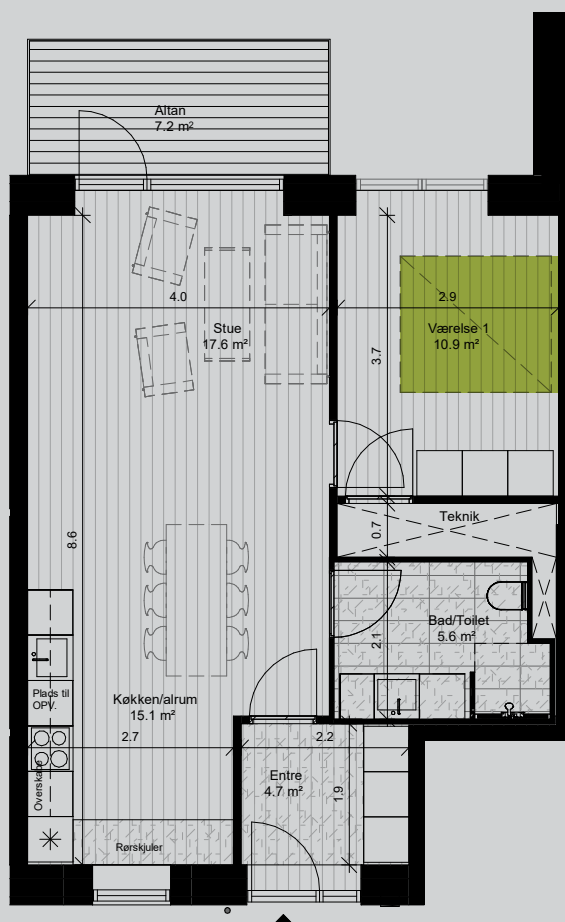 Altan
7.2 m²
4.0
2.9
Stue
17.6 m²
Værelse 1
10.9 m²
3.7
Teknik
0.7
8.6
Bad/Toilet
5.6 m²
2.1
Plads til
OPV.
Køkken/alrum
15.1 m²
2.7
2.2
Overskabe
Entre
4.7 m²
1.9
Rørskjuler